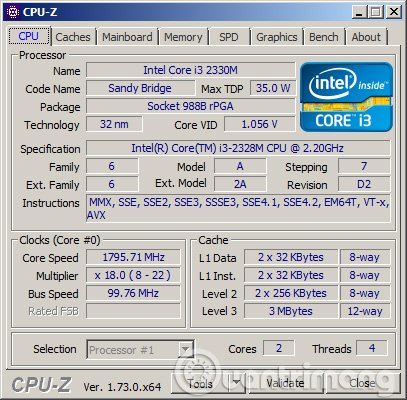 CPU-Z
CPU Caches Mainboard Memory SPD Graphics Bench About
Processor
Name Intel Core i3 2330M
Code Name Sandy Bridge Max TDP 35.0 W
Package Socket 988B rPGA
Technology 32 nm Core VID 1.056 V
intel inside™
CORE™ i3
Specification Intel(R) Core(TM) i3-2328M CPU @ 2.20GHz
Family 6 Model A Stepping 7
Ext. Family 6 Ext. Model 2A Revision D2
Instructions MMX, SSE, SSE2, SSE3, SSSE3, SSE4.1, SSE4.2, EM64T, VT-x,
AVX
Clocks (Core #0) Cache
Core Speed 1795.71 MHz L1 Data 2 x 32 KBytes 8-way
Multiplier x 18.0 ( 8 - 22 ) L1 Inst. 2 x 32 KBytes 8-way
Bus Speed 99.76 MHz Level 2 2 x 256 KBytes 8-way
Rated FSB Level 3 3 MBytes 12-way
Selection Processor #1 Cores 2 Threads 4
CPU-Z Ver. 1.73.0.x64 Tools Validate Close
Quantrimang